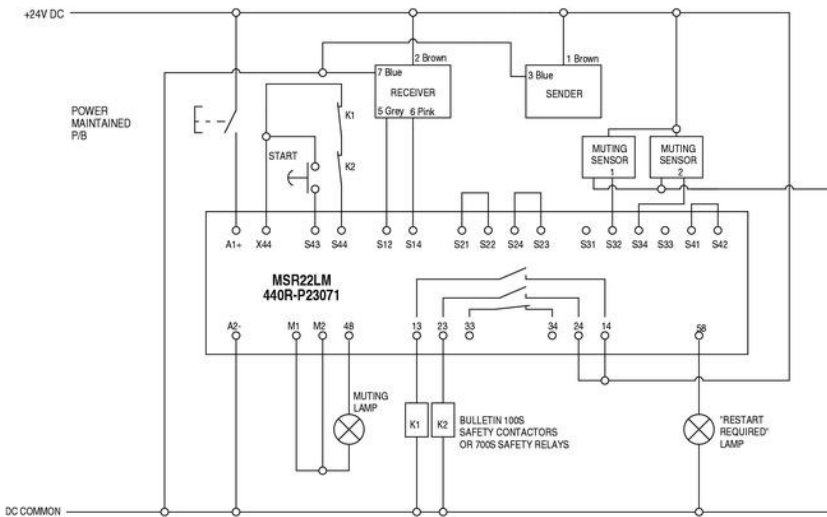 +24V DC
2 Brown
1 Brown
7 Blue
3 Blue
RECEIVER
SENDER
5 Grey 6 Pink
POWER
MAINTAINED
P/B
K1
START
K2
MUTING
SENSOR
1
MUTING
SENSOR
2
A1+ X44 S43 S44 S12 S14 S21 S22 S24 S23 S31 S32 S34 S33 S41 S42
MSR22LM
440R-P23071
A2- M1 M2 48 13 23 33 34 24 14 58
MUTING
LAMP
K1 K2
BULLETIN 100S
SAFETY CONTACTORS
OR 700S SAFETY RELAYS
"RESTART
REQUIRED"
LAMP
DC COMMON